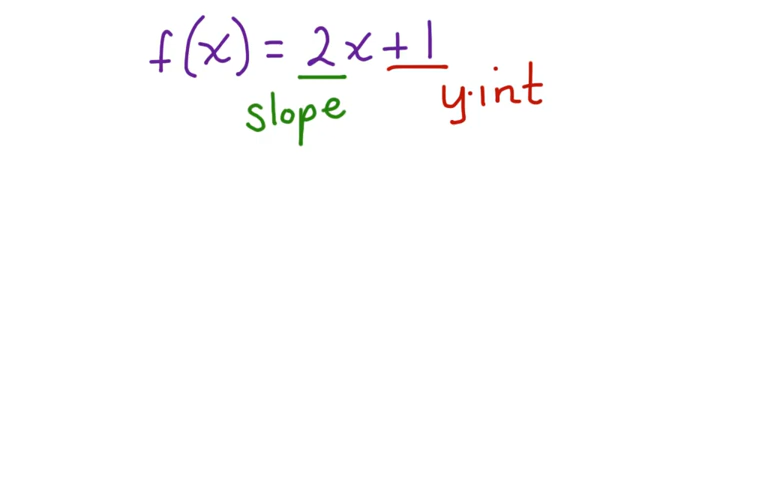 f(x) = 2x + 1
slope y.int